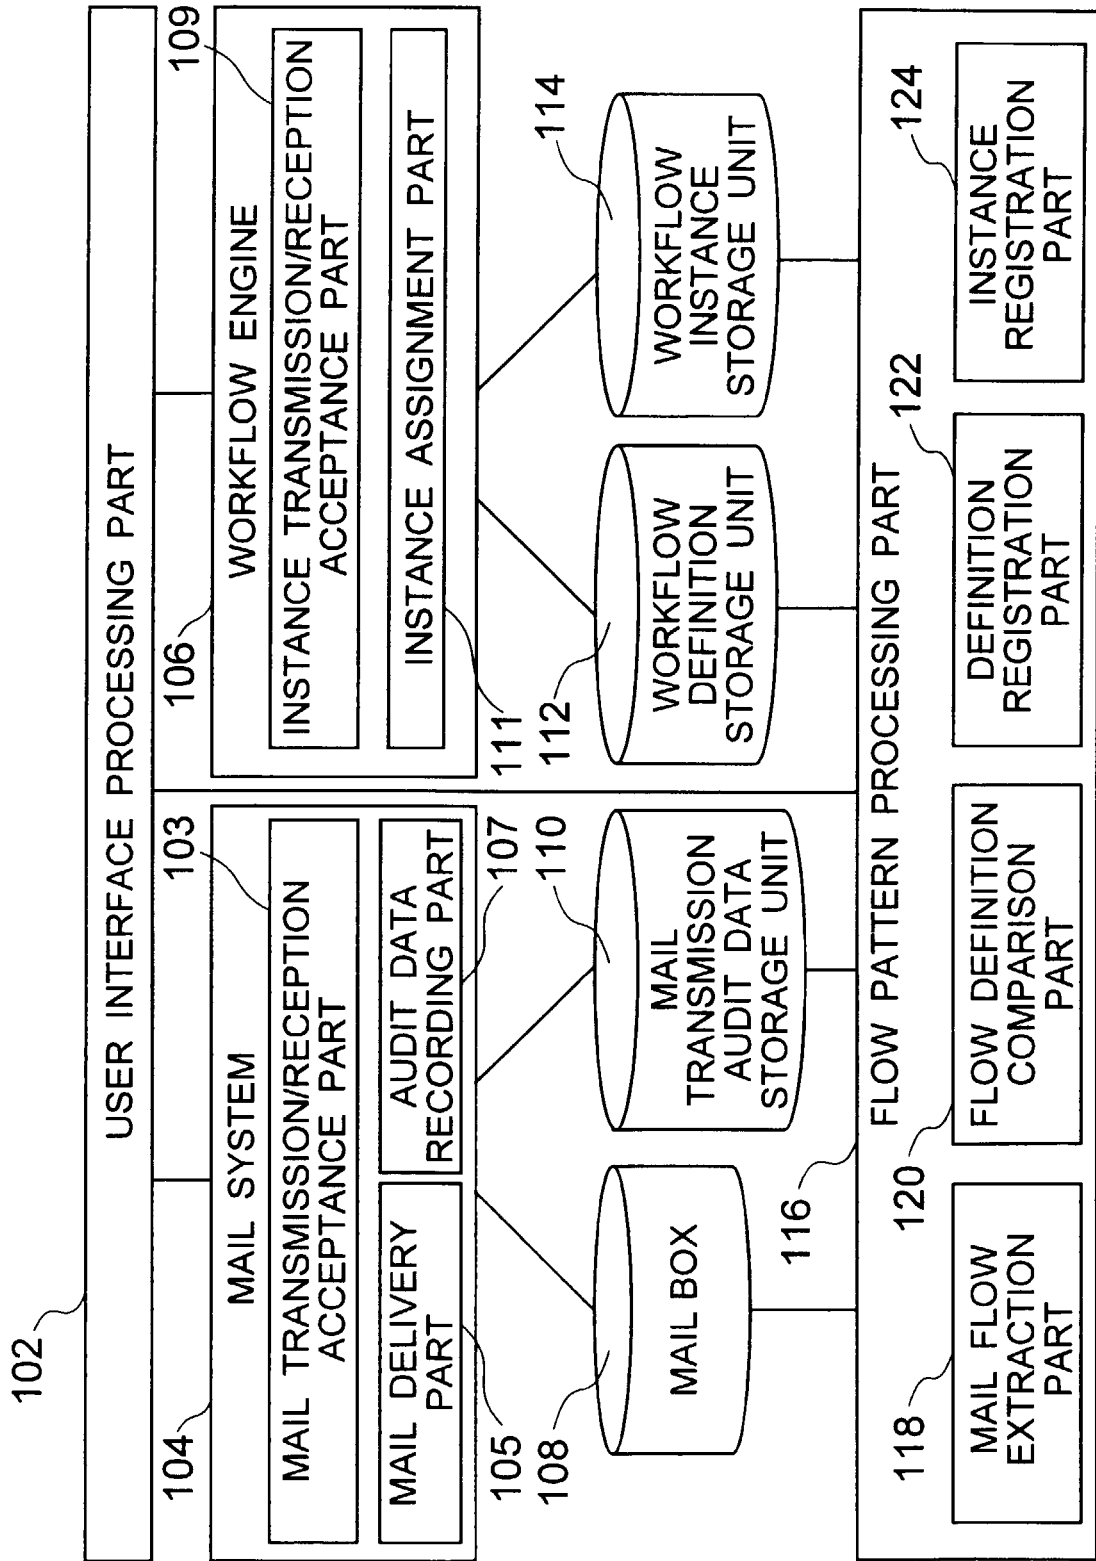 102
USER INTERFACE PROCESSING PART
104
MAIL SYSTEM
103
MAIL TRANSMISSION/RECEPTION
ACCEPTANCE PART
MAIL DELIVERY
PART
AUDIT DATA
RECORDING PART
105
107
106
WORKFLOW ENGINE
109
INSTANCE TRANSMISSION/RECEPTION
ACCEPTANCE PART
INSTANCE ASSIGNMENT PART
111
108
MAIL BOX
110
MAIL
TRANSMISSION
AUDIT DATA
STORAGE UNIT
112
WORKFLOW
DEFINITION
STORAGE UNIT
114
WORKFLOW
INSTANCE
STORAGE UNIT
116
FLOW PATTERN PROCESSING PART
118
MAIL FLOW
EXTRACTION
PART
120
FLOW DEFINITION
COMPARISON
PART
122
DEFINITION
REGISTRATION
PART
124
INSTANCE
REGISTRATION
PART